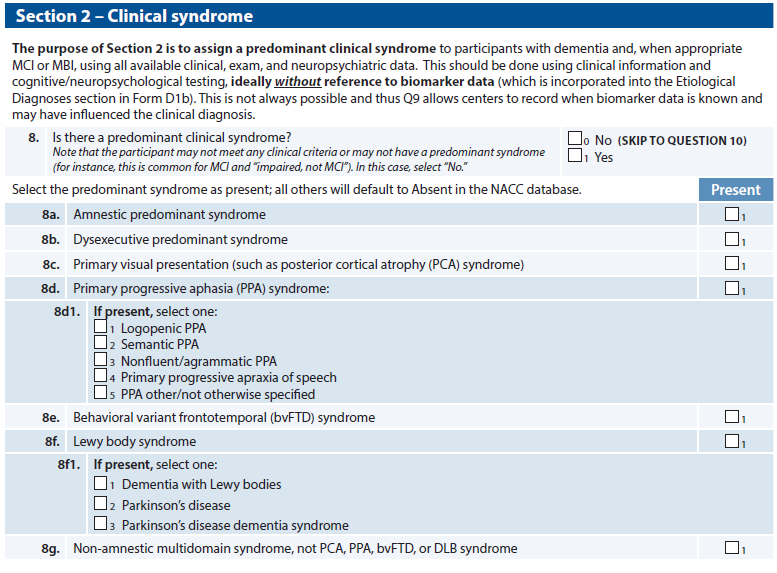 Section 2 – Clinical syndrome
The purpose of Section 2 is to assign a predominant clinical syndrome to participants with dementia and, when appropriate
MCI or MBI, using all available clinical, exam, and neuropsychiatric data. This should be done using clinical information and
cognitive/neuropsychological testing, ideally without reference to biomarker data (which is incorporated into the Etiological
Diagnoses section in Form D1b). This is not always possible and thus Q9 allows centers to record when biomarker data is known and
may have influenced the clinical diagnosis.
8. Is there a predominant clinical syndrome?
Note that the participant may not meet any clinical criteria or may not have a predominant syndrome
(for instance, this is common for MCI and “impaired, not MCI”). In this case, select “No.”
0 No (SKIP TO QUESTION 10)
1 Yes
Select the predominant syndrome as present; all others will default to Absent in the NACC database. Present
8a. Amnestic predominant syndrome 1
8b. Dysexecutive predominant syndrome 1
8c. Primary visual presentation (such as posterior cortical atrophy (PCA) syndrome) 1
8d. Primary progressive aphasia (PPA) syndrome: 1
8d1. If present, select one:
1 Logopenic PPA
2 Semantic PPA
3 Nonfluent/agrammatic PPA
4 Primary progressive apraxia of speech
5 PPA other/not otherwise specified
8e. Behavioral variant frontotemporal (bvFTD) syndrome 1
8f. Lewy body syndrome 1
8f1. If present, select one:
1 Dementia with Lewy bodies
2 Parkinson’s disease
3 Parkinson’s disease dementia syndrome
8g. Non-amnestic multidomain syndrome, not PCA, PPA, bvFTD, or DLB syndrome 1